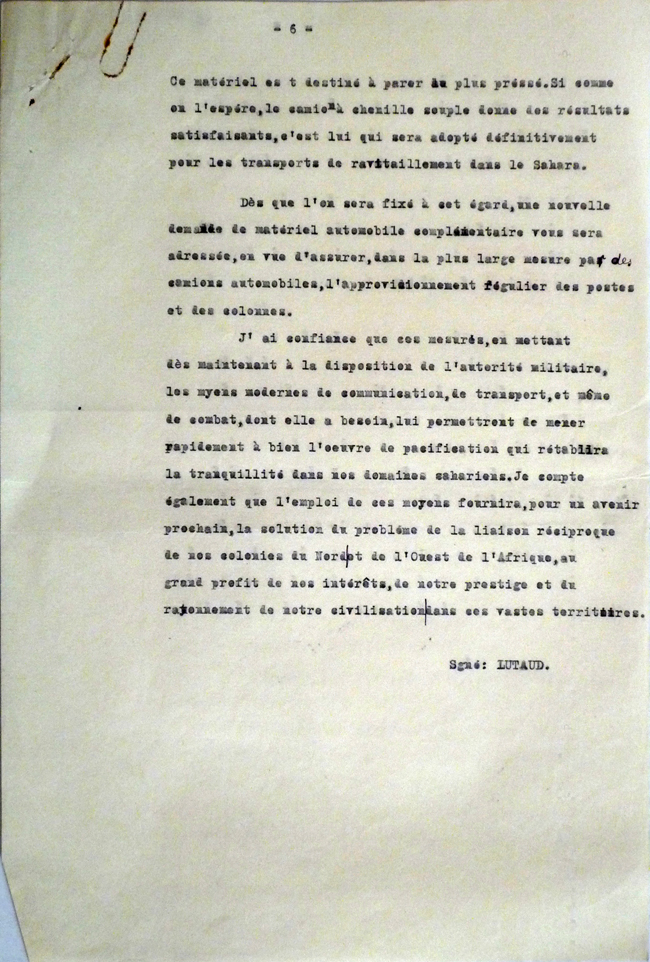 - 6 -
Ce matériel es t destiné à parer au plus préssé.Si comme
on l'espére,le camion à chenille souple donne des résultats
satisfaisants,c'est lui qui sera adopté définitivement
pour les transports de ravitaillement dans le Sahara.
Dès que l'on sera fixé à cet égard,une nouvelle
demande de matériel automobile complémentaire vous sera
adressée,en vue d'assurer,dans la plus large mesure par des
camions automobiles,l'approvisionnement régulier des postes
et des colonnes.
J' ai confiance que ces mesurés,en mettant
dès maintenant à la disposition de l'autorité militaire,
les myens modernes de communication,de transport,et même
de combat,dont elle a besoin,lui permettront de mener
rapidement à bien l'oeuvre de pacification qui rétablira
la tranquillité dans nos domaines sahariens.Je compte
également que l'emploi de ces moyens fournira,pour un avenir
prochain,la solution du probléme de la liaison réciproque
de nos colonies du Nord|et de l'Ouest de l'Afrique,au
grand profit de nos intérêts,de notre prestige et du
rayonnement de notre civilisation|dans ces vastes territoires.
Sgné: LUTAUD.